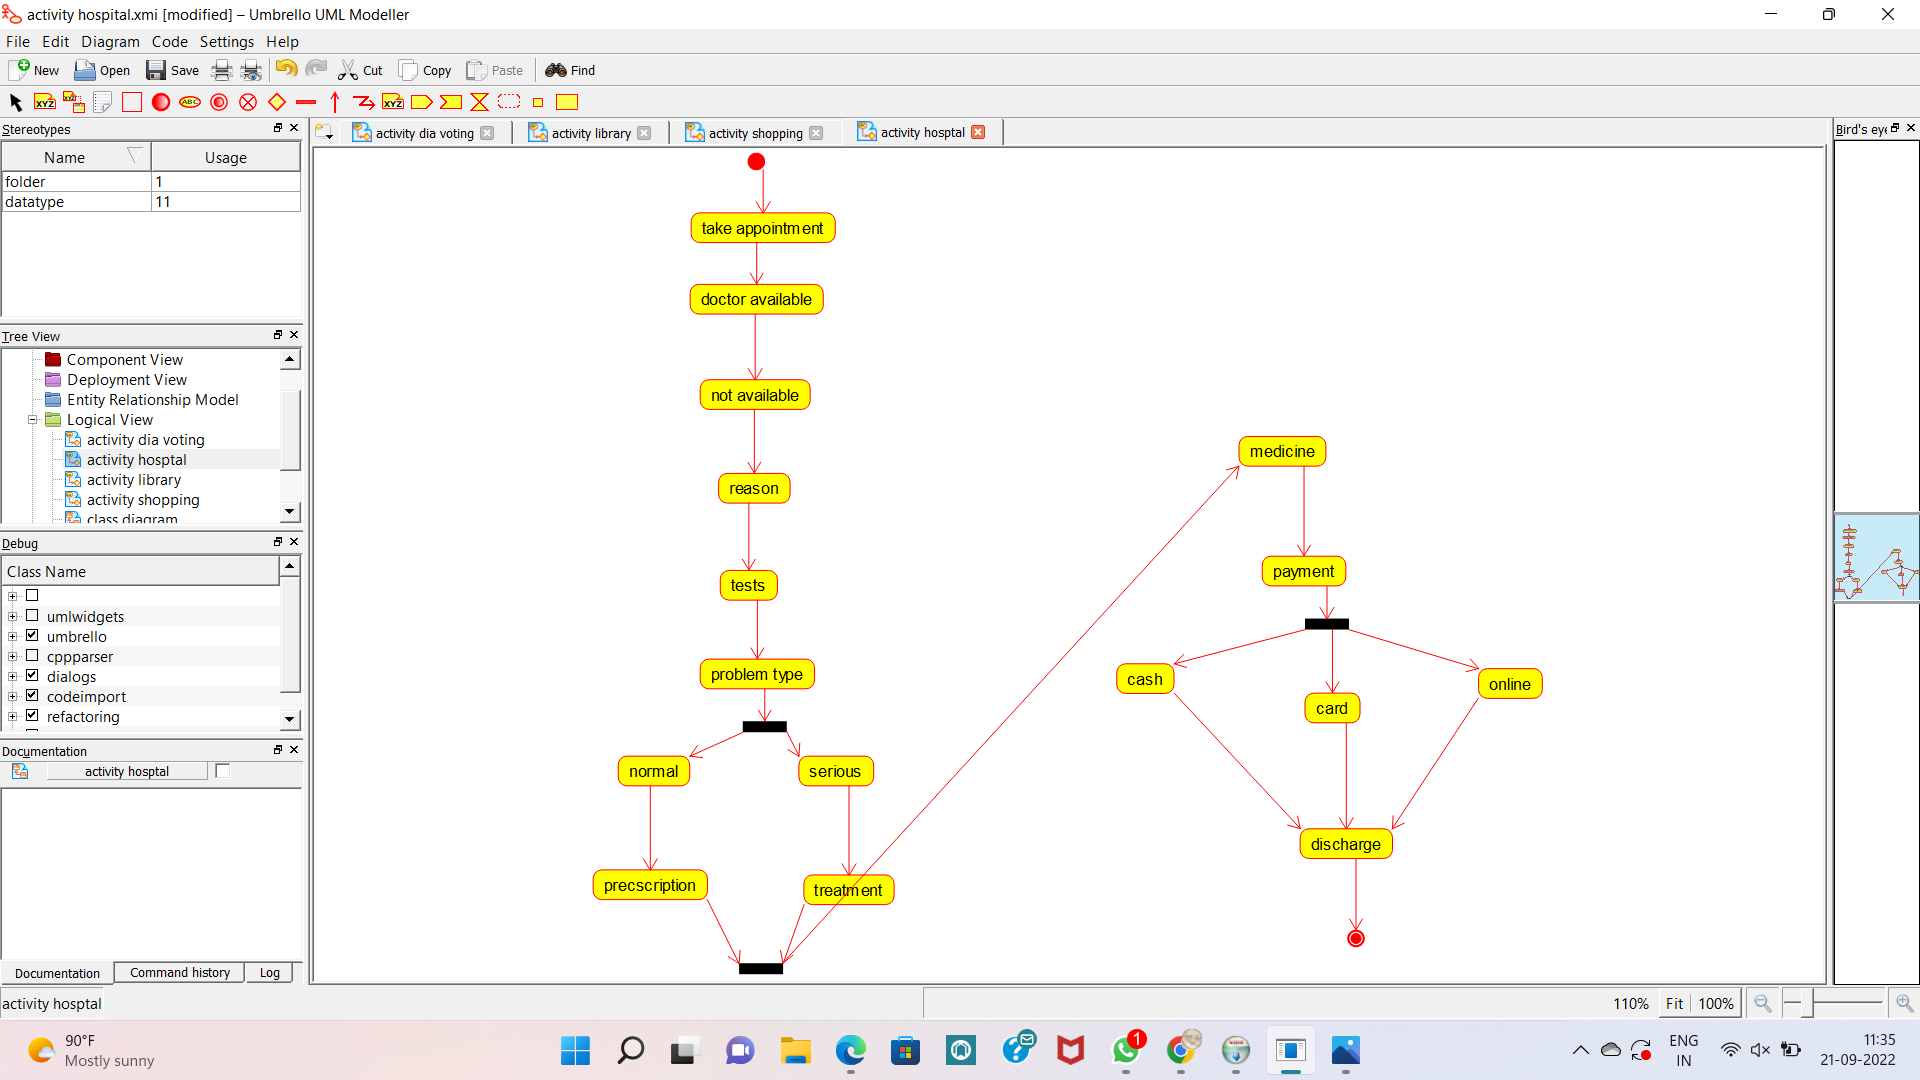 activity hospital.xmi [modified] – Umbrello UML Modeller
File Edit Diagram Code Settings Help
New Open Save Cut Copy Paste Find
XYZ ABC XYZ
Stereotypes
Name Usage
folder 1
datatype 11
Tree View
Component View
Deployment View
Entity Relationship Model
Logical View
activity dia voting
activity hosptal
activity library
activity shopping
class diagram
Debug
Class Name
umlwidgets
umbrello
cppparser
dialogs
codeimport
refactoring
Documentation
activity hosptal
Documentation Command history Log
activity dia voting activity library activity shopping activity hosptal
take appointment
doctor available
not available
reason
tests
problem type
normal serious
precscription treatment
medicine
payment
cash card online
discharge
Bird's eye
activity hosptal
110% Fit 100%
90°F
Mostly sunny
1
ENG
IN
11:35
21-09-2022